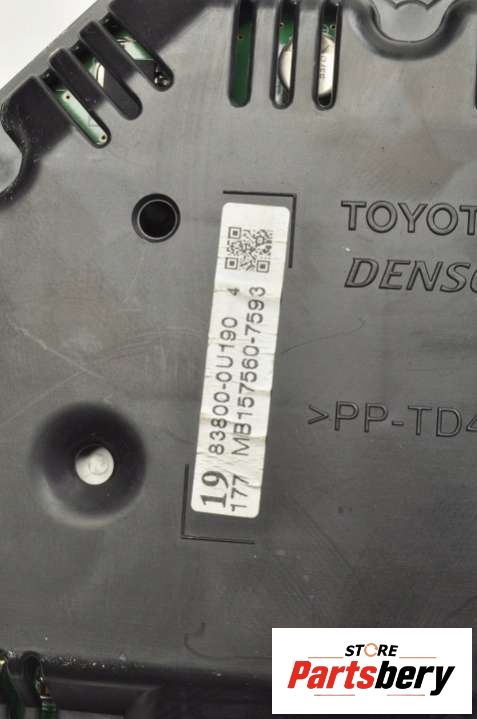 TOYOT
DENSO
>PP-TD4
19 83800-0U190 4
177 MB157560-7593
STORE
Partsbery